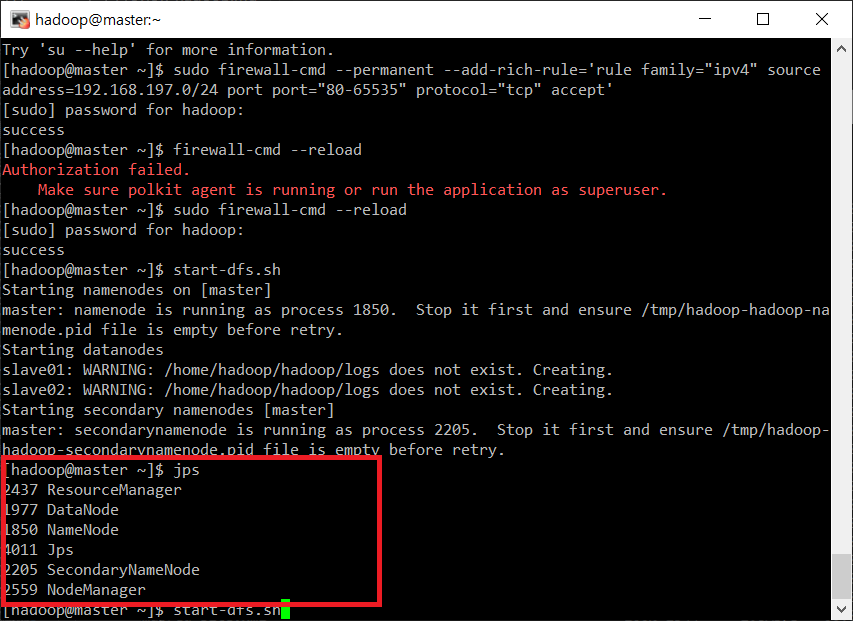 hadoop@master:~
Try 'su --help' for more information.
[hadoop@master ~]$ sudo firewall-cmd --permanent --add-rich-rule='rule family="ipv4" source
address=192.168.197.0/24 port port="80-65535" protocol="tcp" accept'
[sudo] password for hadoop:
success
[hadoop@master ~]$ firewall-cmd --reload
Authorization failed.
    Make sure polkit agent is running or run the application as superuser.
[hadoop@master ~]$ sudo firewall-cmd --reload
[sudo] password for hadoop:
success
[hadoop@master ~]$ start-dfs.sh
Starting namenodes on [master]
master: namenode is running as process 1850.  Stop it first and ensure /tmp/hadoop-hadoop-na
menode.pid file is empty before retry.
Starting datanodes
slave01: WARNING: /home/hadoop/hadoop/logs does not exist. Creating.
slave02: WARNING: /home/hadoop/hadoop/logs does not exist. Creating.
Starting secondary namenodes [master]
master: secondarynamenode is running as process 2205.  Stop it first and ensure /tmp/hadoop-
hadoop-secondarynamenode.pid file is empty before retry.
[hadoop@master ~]$ jps
2437 ResourceManager
1977 DataNode
1850 NameNode
4011 Jps
2205 SecondaryNameNode
2559 NodeManager
[hadoop@master ~]$ start-dfs.sh